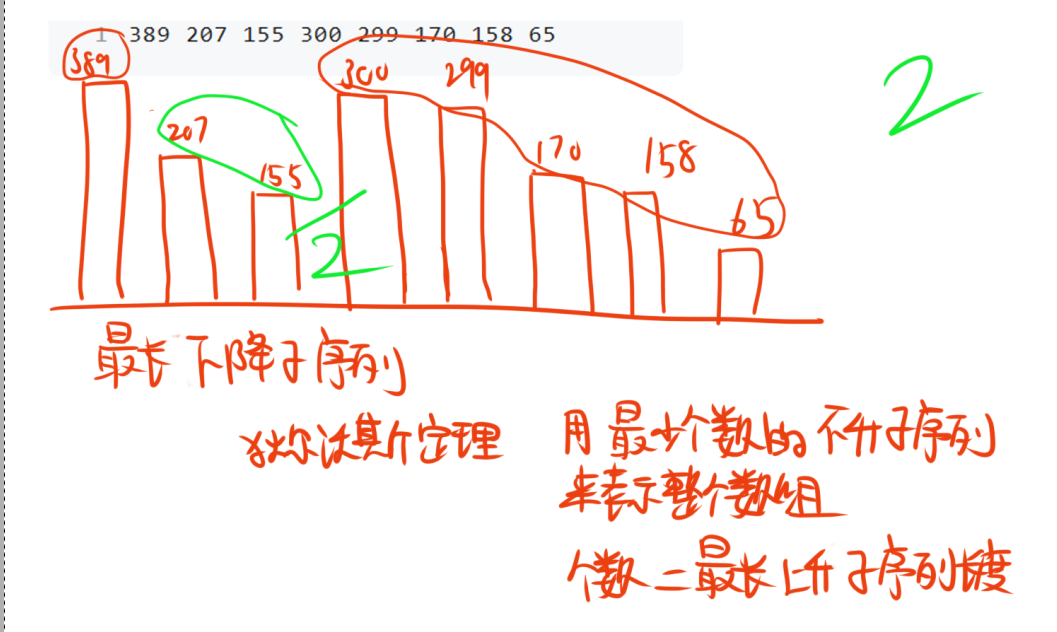 1 389 207 155 300 299 170 158 65
389
300 299
207
170 158
155
65
2
2
最长下降子序列
狄尔沃斯定理
用最少个数的不升子序列
来表示整个数组
个数=最长上升子序列长度